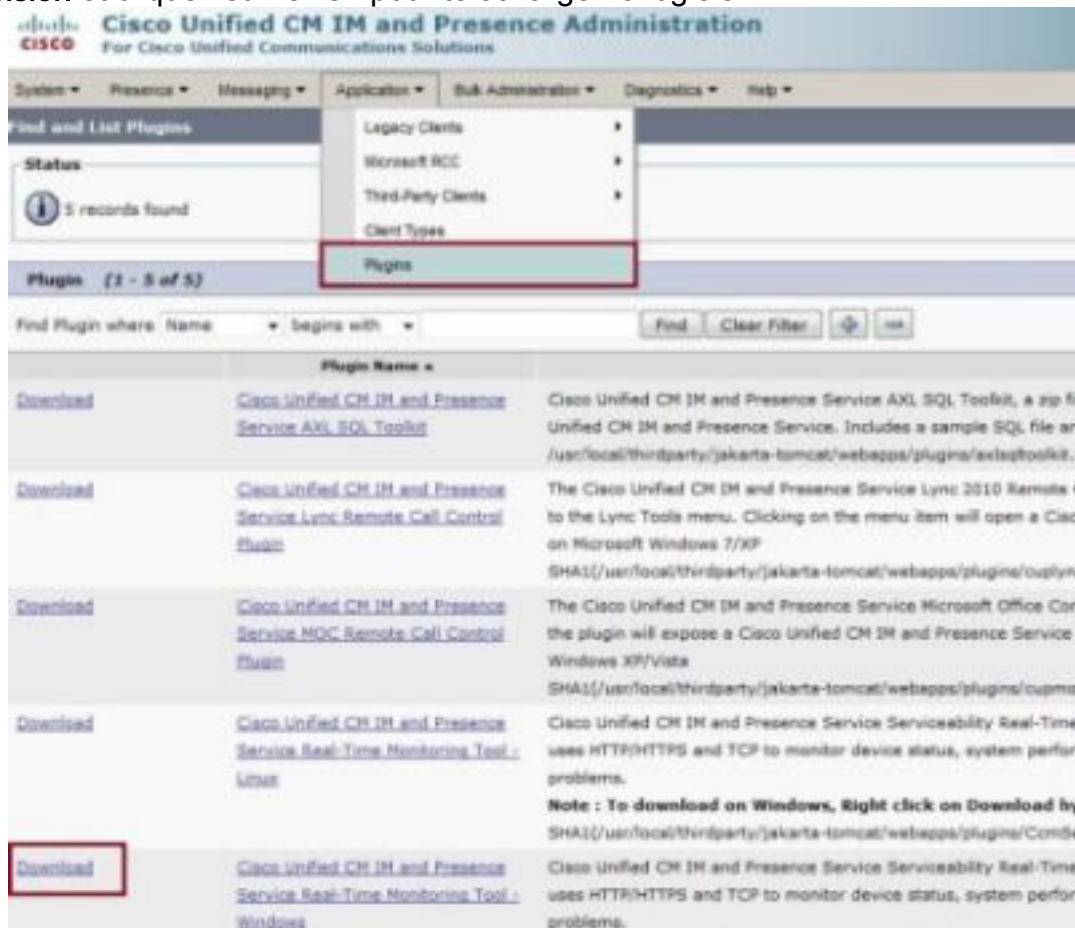 CISCO
Cisco Unified CM IM and Presence Administration
For Cisco Unified Communications Solutions
System Presence Messaging Application Bulk Administration Diagnostics Help
Find and List Plugins
Legacy Clients
Microsoft RCC
Third-Party Clients
Client Types
Plugins
Status
5 records found
Plugin (1 - 5 of 5)
Find Plugin where Name begins with Find Clear Filter
Plugin Name
Download
Cisco Unified CM IM and Presence
Service AXL SQL Toolkit
Cisco Unified CM IM and Presence Service AXL SQL Toolkit, a zip
Unified CM IM and Presence Service. Includes a sample SQL file
/usr/local/thirdparty/jakarta-tomcat/webapps/plugins/axlsqltoolkit.
Download
Cisco Unified CM IM and Presence
Service Lync Remote Call Control
Plugin
The Cisco Unified CM IM and Presence Service Lync 2010 Remote
to the Lync Tools menu. Clicking on the menu item will open a
on Microsoft Windows 7/XP
SHA1(/usr/local/thirdparty/jakarta-tomcat/webapps/plugins/cuplyn
Download
Cisco Unified CM IM and Presence
Service MOC Remote Call Control
Plugin
The Cisco Unified CM IM and Presence Service Microsoft Office
the plugin will expose a Cisco Unified CM IM and Presence Service
Windows XP/Vista
SHA1(/usr/local/thirdparty/jakarta-tomcat/webapps/plugins/
Download
Cisco Unified CM IM and Presence
Service Real-Time Monitoring Tool -
Linux
Cisco Unified CM IM and Presence Service Serviceability Real-Time
uses HTTP/HTTPS and TCP to monitor device status, system perfor
problems.
Note : To download on Windows, Right click on Download
SHA1(/usr/local/thirdparty/jakarta-tomcat/webapps/plugins/
Download
Cisco Unified CM IM and Presence
Service Real-Time Monitoring Tool -
Windows
Cisco Unified CM IM and Presence Service Serviceability Real-Time
uses HTTP/HTTPS and TCP to monitor device status, system perfor
problems.